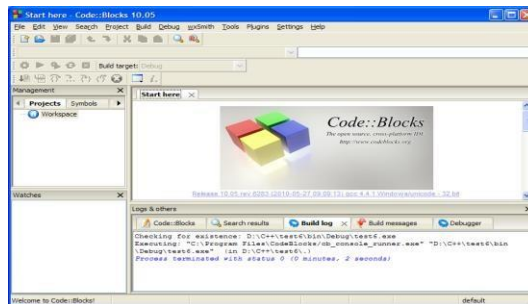 Start here - Code::Blocks 10.05
File Edit View Search Project Build Debug wxSmith Tools Plugins Settings Help
Build target: Debug
Management
Projects Symbols
Workspace
Watches
Start here
Code::Blocks
The open source, cross-platform IDE
http://www.codeblocks.org
Release 10.05 rev 6283 (2010-05-27 09:09:13) gcc 4.4.1 Windows/unicode - 32 bit
Logs & others
Code::Blocks Search results Build log Build messages Debugger
Checking for existence: D:\C++\test6\bin\Debug\test6.exe
Executing: "C:\Program Files\CodeBlocks/cb_console_runner.exe" "D:\C++\test6\bin
\Debug\test6.exe" (in D:\C++\test6\.)
Process terminated with status 0 (0 minutes, 2 seconds)
Welcome to Code::Blocks! default